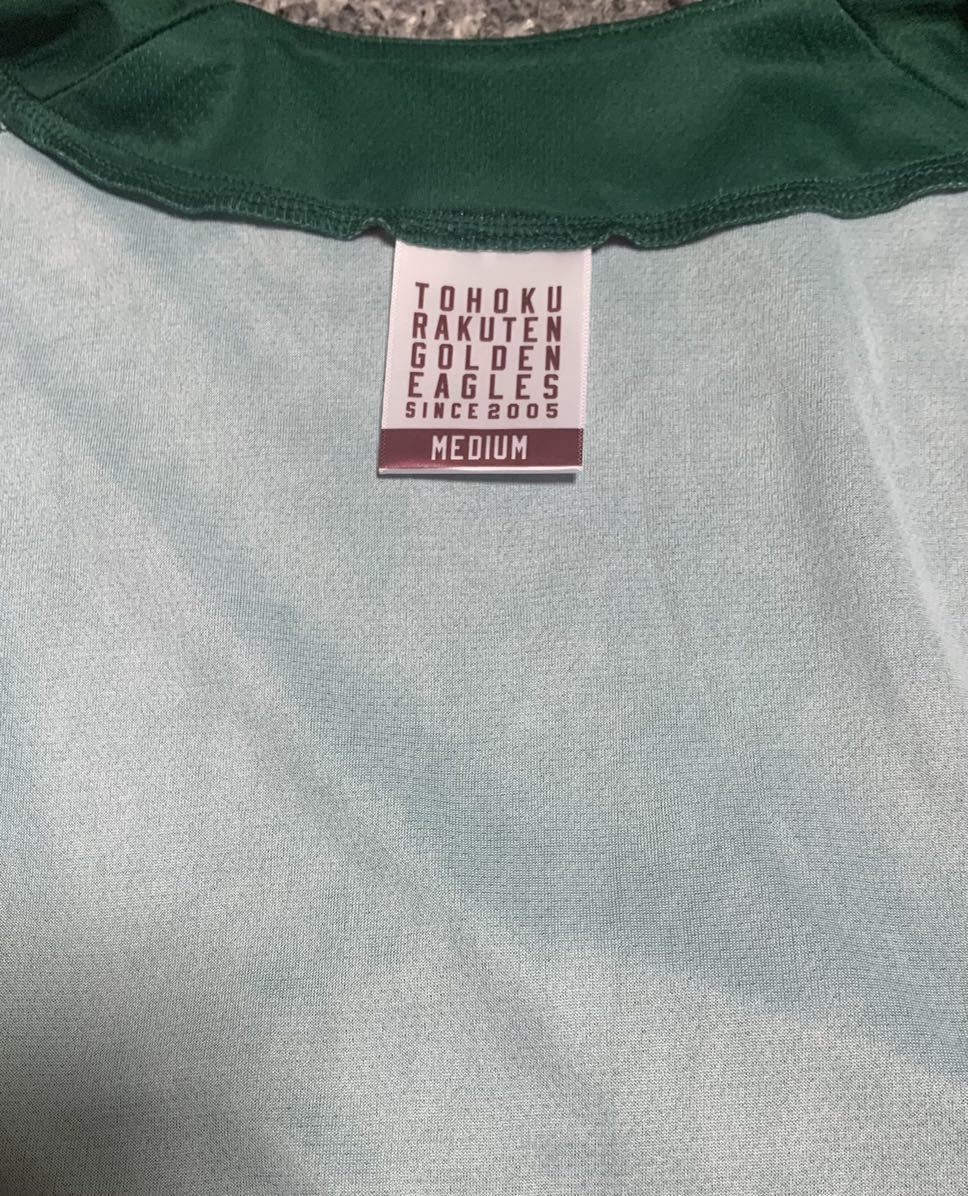 TOHOKU
RAKUTEN
GOLDEN
EAGLES
SINCE 2005
MEDIUM